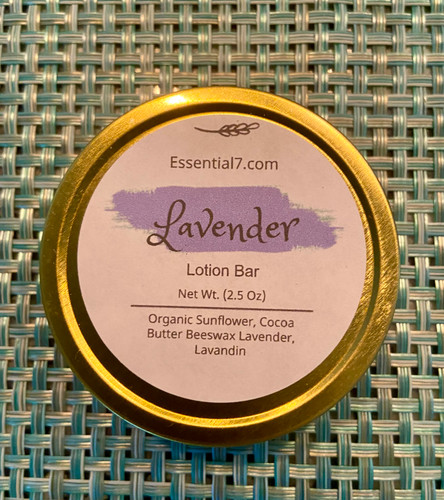 Essential7.com
Lavender
Lotion Bar
Net Wt. (2.5 Oz)
Organic Sunflower, Cocoa
Butter Beeswax Lavender,
Lavandin